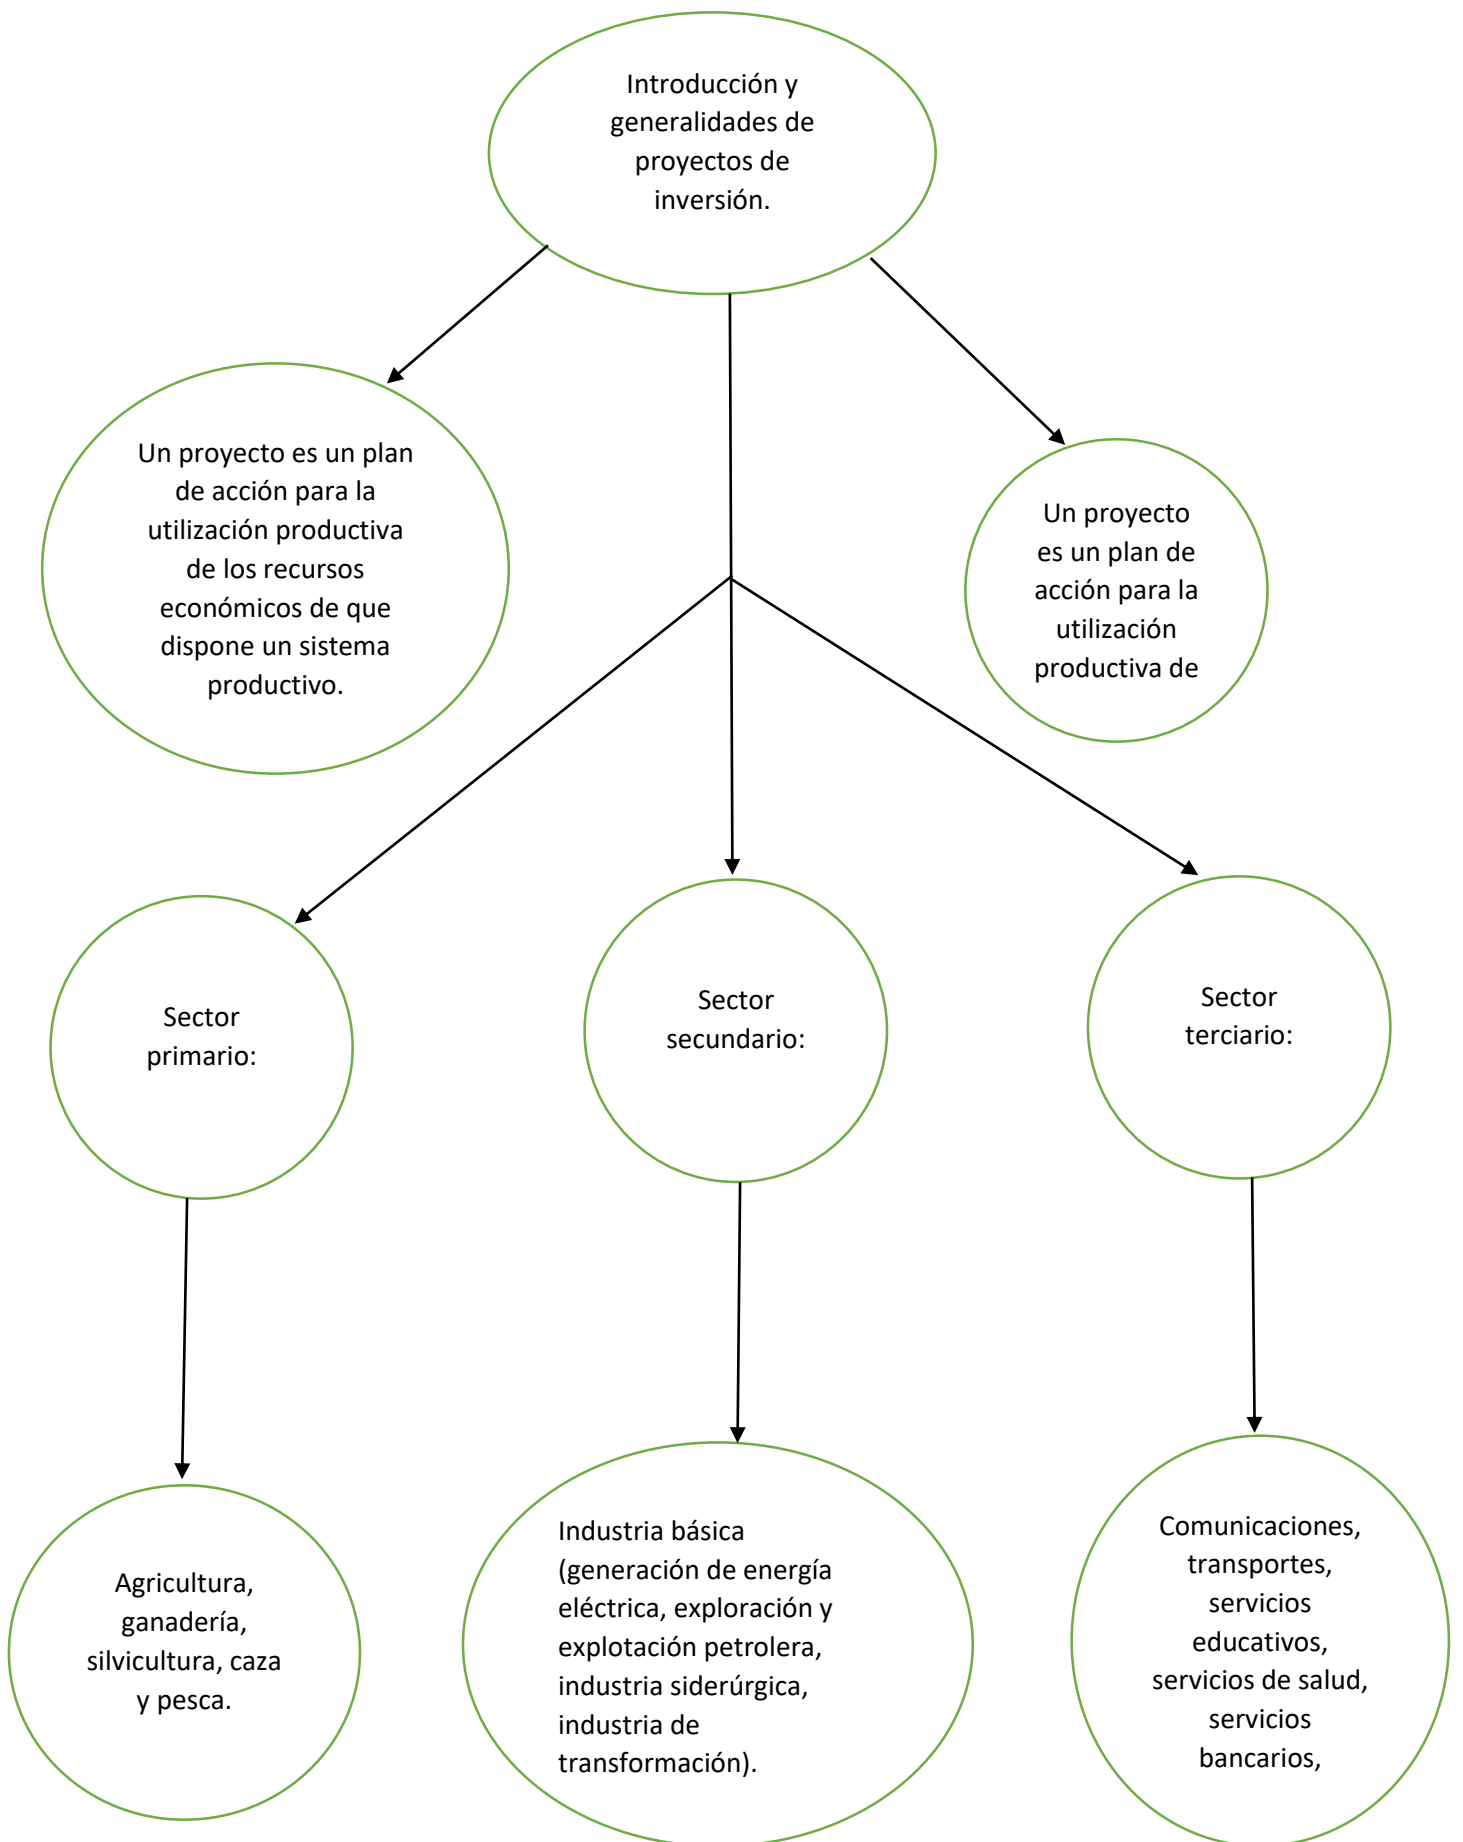 Introducción y
generalidades de
proyectos de
inversión.
Un proyecto es un plan
de acción para la
utilización productiva
de los recursos
económicos de que
dispone un sistema
productivo.
Un proyecto
es un plan de
acción para la
utilización
productiva de
Sector
primario:
Sector
secundario:
Sector
terciario:
Agricultura,
ganadería,
silvicultura, caza
y pesca.
Industria básica
(generación de energía
eléctrica, exploración y
explotación petrolera,
industria siderúrgica,
industria de
transformación).
Comunicaciones,
transportes,
servicios
educativos,
servicios de salud,
servicios
bancarios,